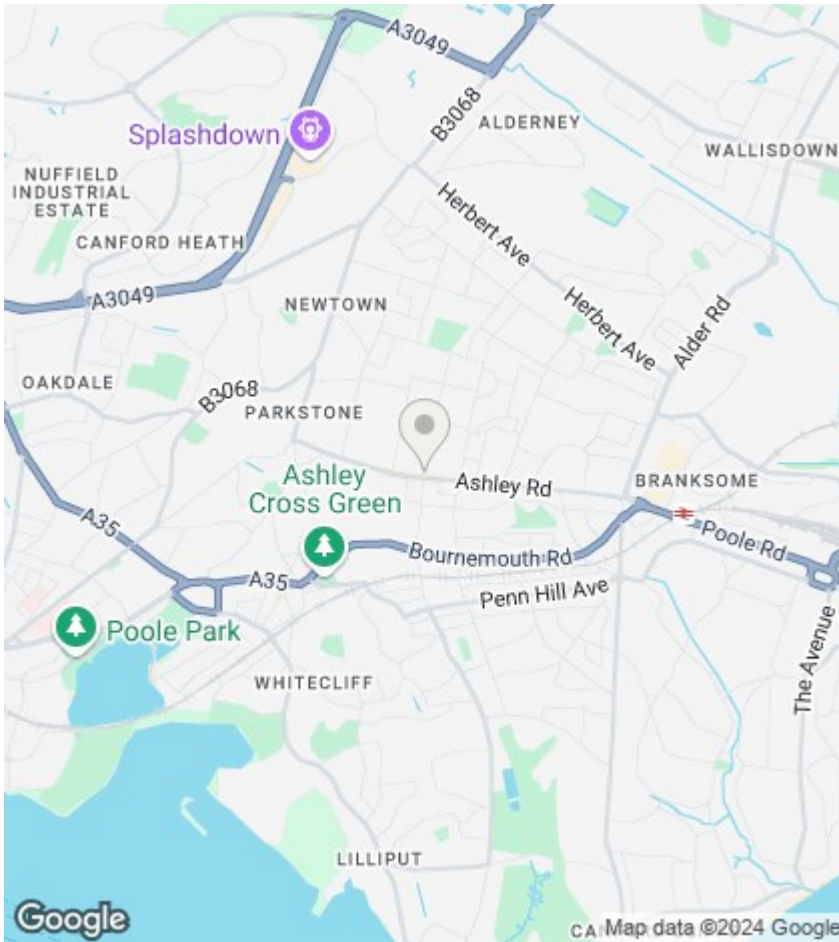 A3049
B3068
ALDERNEY
Splashdown
WALLISDOWN
NUFFIELD
INDUSTRIAL
ESTATE
Herbert Ave
CANFORD HEATH
A3049
NEWTOWN
Herbert Ave
Alder Rd
OAKDALE
B3068
PARKSTONE
Ashley
Cross Green
Ashley Rd
BRANKSOME
A35
Bournemouth Rd
Poole Rd
A35
Penn Hill Ave
Poole Park
The Avenue
WHITECLIFF
LILLIPUT
Google
CAN
Map data ©2024 Google